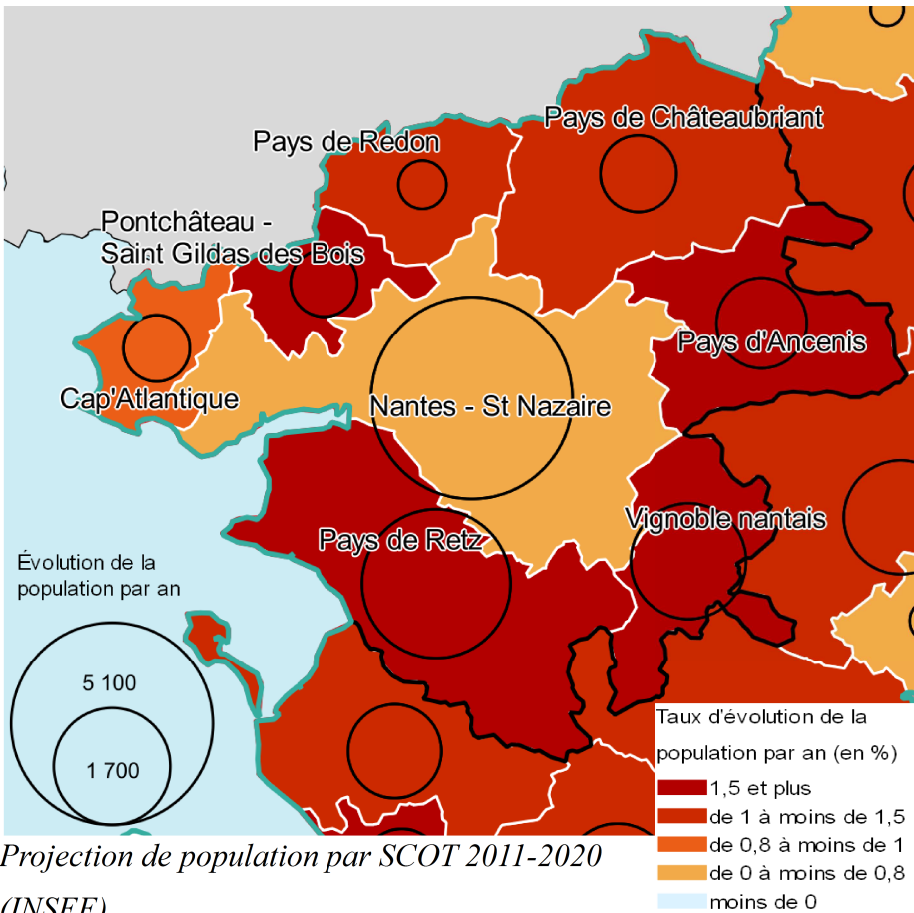 Pays de Châteaubriant
Pays de Redon
Pontchâteau -
Saint Gildas des Bois
Pays d'Ancenis
Cap'Atlantique
Nantes - St Nazaire
Vignoble nantais
Pays de Retz
Évolution de la
population par an
5 100
1 700
Taux d'évolution de la
population par an (en %)
1,5 et plus
de 1 à moins de 1,5
de 0,8 à moins de 1
de 0 à moins de 0,8
moins de 0
Projection de population par SCOT 2011-2020
(INSEE)